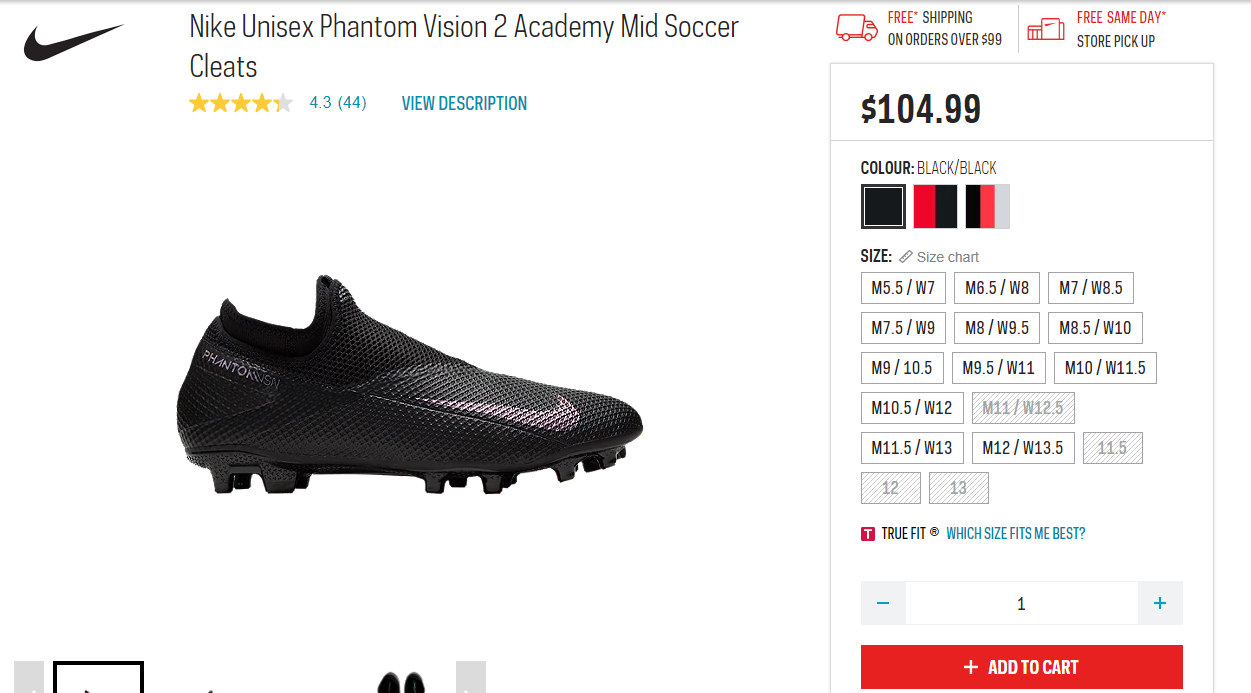 Nike Unisex Phantom Vision 2 Academy Mid Soccer
Cleats
4.3 (44) VIEW DESCRIPTION
FREE* SHIPPING
ON ORDERS OVER $99
FREE SAME DAY*
STORE PICK UP
PHANTOMVSN
$104.99
COLOUR: BLACK/BLACK
SIZE: Size chart
M5.5 / W7 M6.5 / W8 M7 / W8.5
M7.5 / W9 M8 / W9.5 M8.5 / W10
M9 / 10.5 M9.5 / W11 M10 / W11.5
M10.5 / W12 M11 / W12.5
M11.5 / W13 M12 / W13.5 11.5
12 13
T TRUE FIT ® WHICH SIZE FITS ME BEST?
− 1 +
+ ADD TO CART